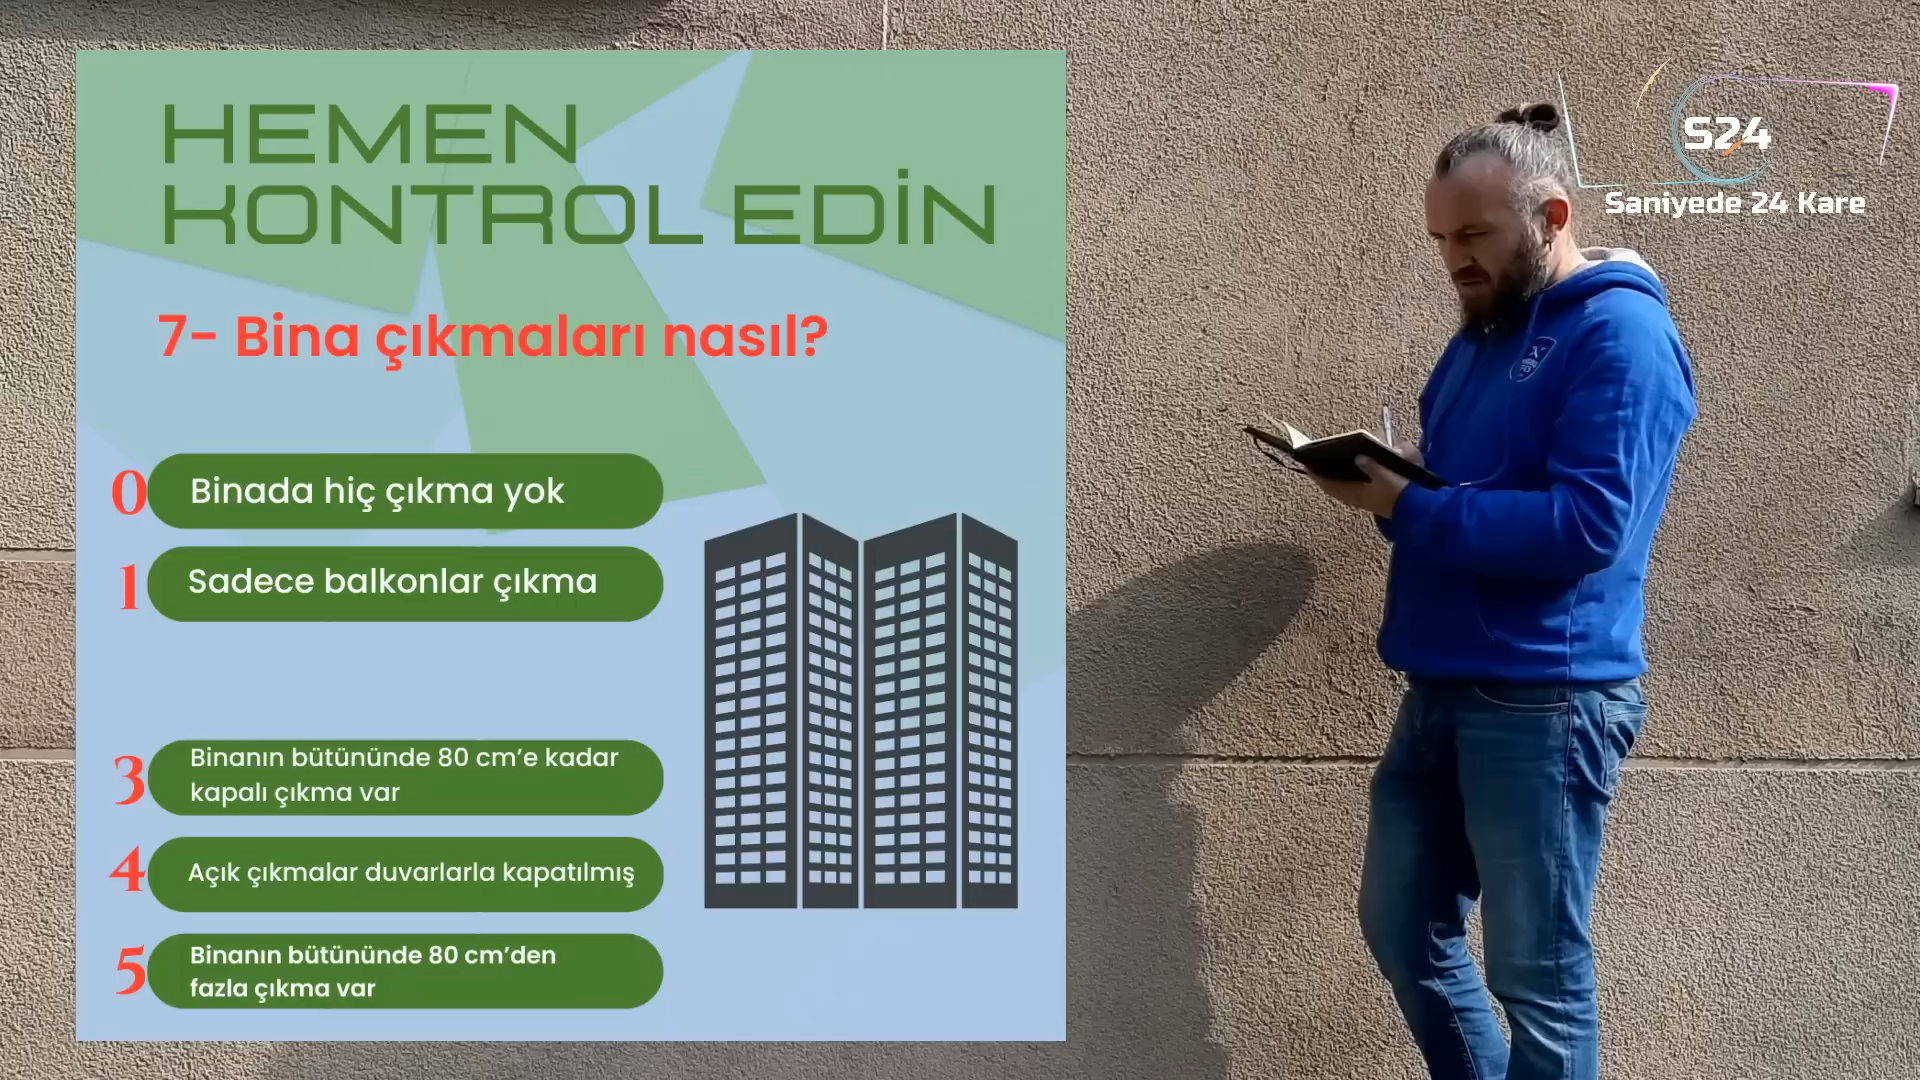 HEMEN
KONTROL EDİN
7- Bina çıkmaları nasıl?
0 Binada hiç çıkma yok
1 Sadece balkonlar çıkma
3 Binanın bütününde 80 cm’e kadar
kapalı çıkma var
4 Açık çıkmalar duvarlarla kapatılmış
5 Binanın bütününde 80 cm’den
fazla çıkma var
S24
Saniyede 24 Kare